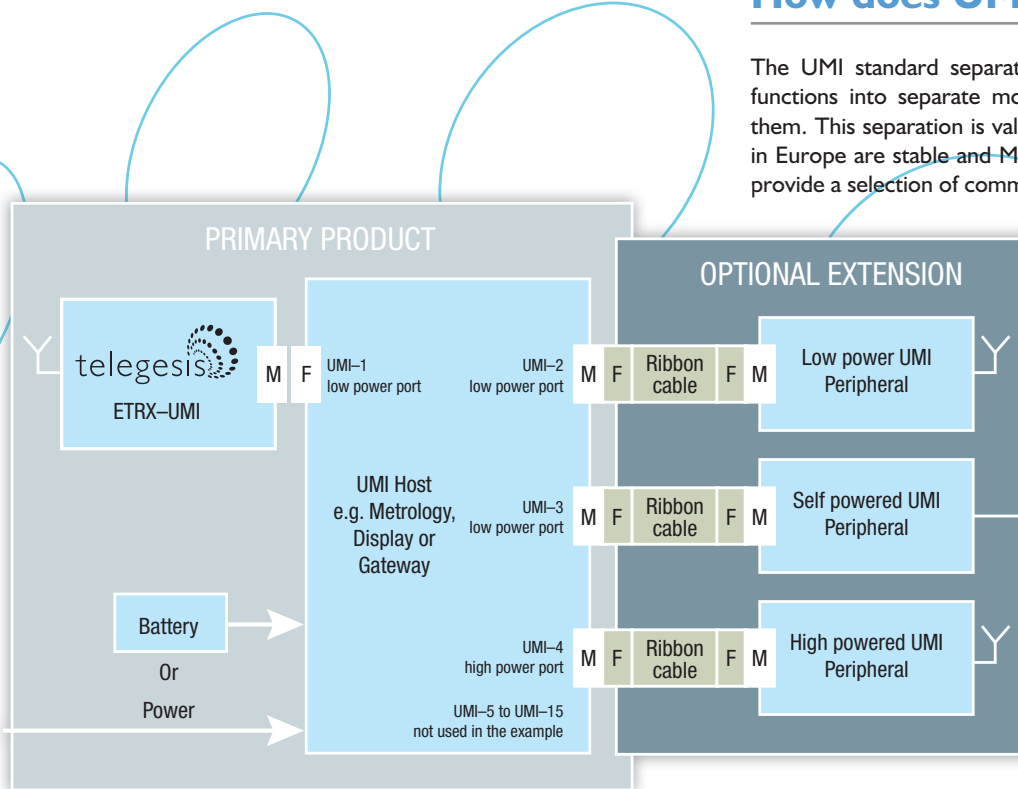 How does UM
The UMI standard separat
functions into separate mo
them. This separation is val
in Europe are stable and M
provide a selection of comm
PRIMARY PRODUCT
telegesis
ETRX–UMI
M F
UMI–1
low power port
UMI Host
e.g. Metrology,
Display or
Gateway
Battery
Or
Power
UMI–2
low power port
UMI–3
low power port
UMI–4
high power port
UMI–5 to UMI–15
not used in the example
OPTIONAL EXTENSION
M F Ribbon
cable F M
Low power UMI
Peripheral
M F Ribbon
cable F M
Self powered UMI
Peripheral
M F Ribbon
cable F M
High powered UMI
Peripheral